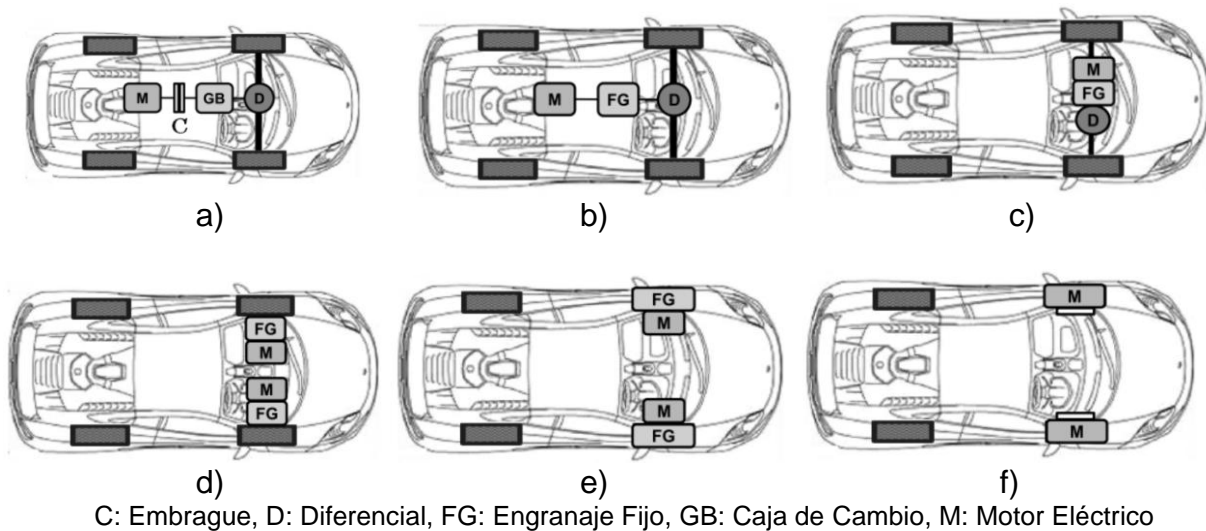 M C GB D
M FG D
M
FG
D
a)
b)
c)
FG
M
M
FG
FG
M
M
FG
M
M
d)
e)
f)
C: Embrague, D: Diferencial, FG: Engranaje Fijo, GB: Caja de Cambio, M: Motor Eléctrico